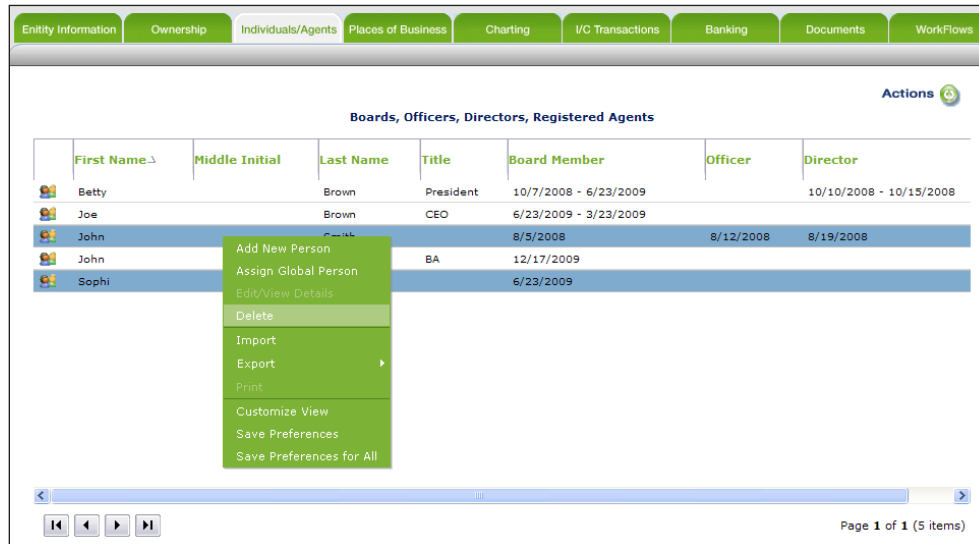 Enitity Information Ownership Individuals/Agents Places of Business Charting I/C Transactions Banking Documents WorkFlows
Actions
Boards, Officers, Directors, Registered Agents
First Name Middle Initial Last Name Title Board Member Officer Director
Betty Brown President 10/7/2008 - 6/23/2009 10/10/2008 - 10/15/2008
Joe Brown CEO 6/23/2009 - 3/23/2009
John Smith 8/5/2008 8/12/2008 8/19/2008
John BA 12/17/2009
Sophi 6/23/2009
Add New Person
Assign Global Person
Edit/View Details
Delete
Import
Export
Print
Customize View
Save Preferences
Save Preferences for All
Page 1 of 1 (5 items)